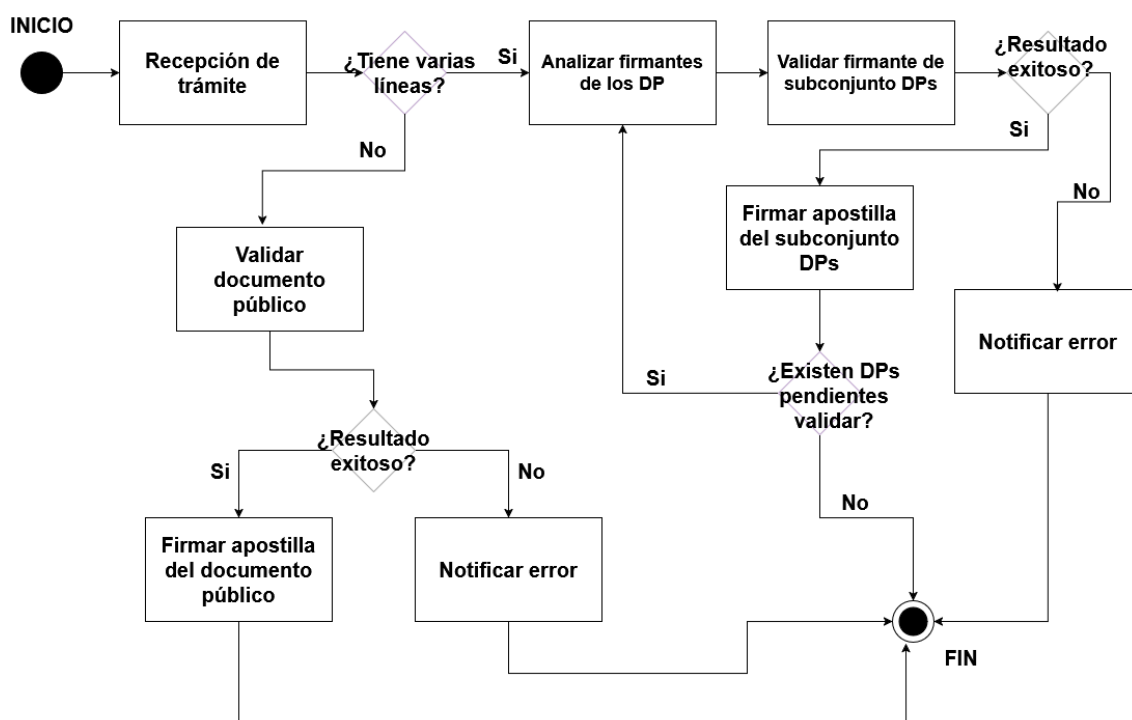 INICIO
Recepción de
trámite
¿Tiene varias
líneas?
Si
Analizar firmantes
de los DP
Validar firmante de
subconjunto DPs
¿Resultado
exitoso?
No
Si
No
Validar
documento
público
Firmar apostilla
del subconjunto
DPs
Notificar error
¿Existen DPs
pendientes
validar?
Si
No
¿Resultado
exitoso?
Si
No
Firmar apostilla
del documento
público
Notificar error
FIN